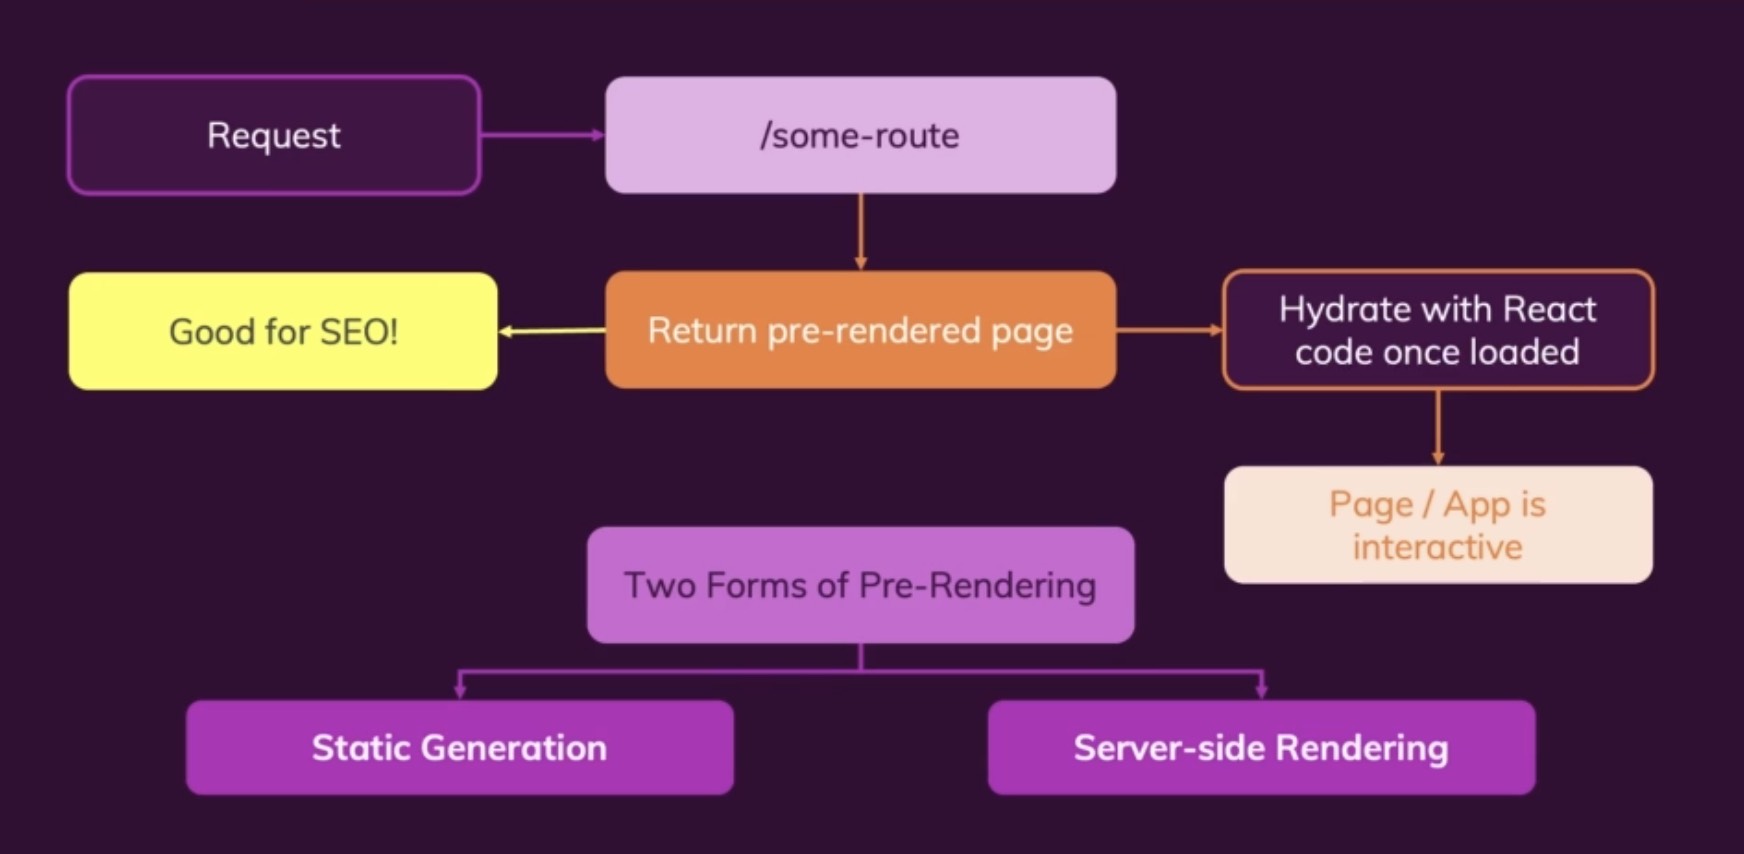 Request
/some-route
Good for SEO!
Return pre-rendered page
Hydrate with React
code once loaded
Page / App is
interactive
Two Forms of Pre-Rendering
Static Generation
Server-side Rendering